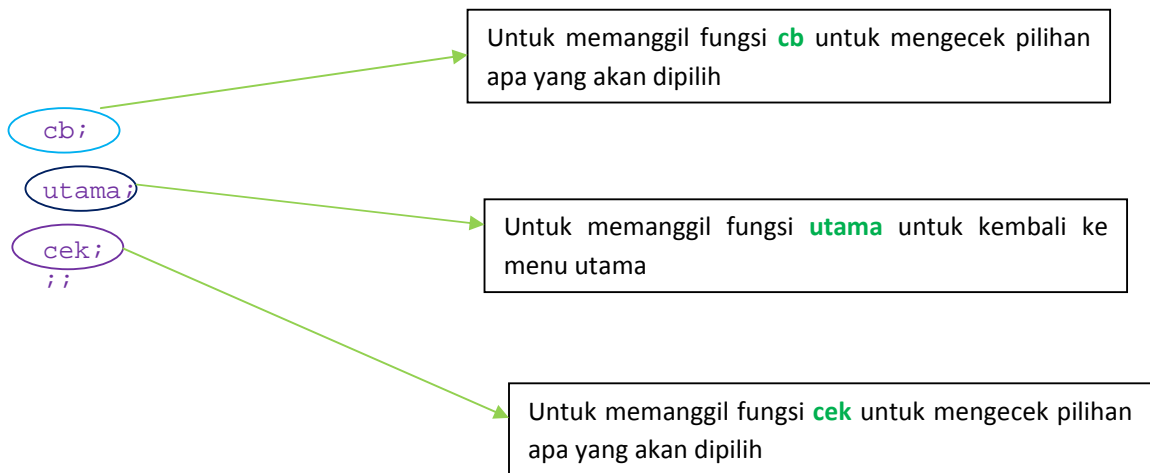 Untuk memanggil fungsi cb untuk mengecek pilihan
apa yang akan dipilih
cb;
utama;
cek;
;;
Untuk memanggil fungsi utama untuk kembali ke
menu utama
Untuk memanggil fungsi cek untuk mengecek pilihan
apa yang akan dipilih